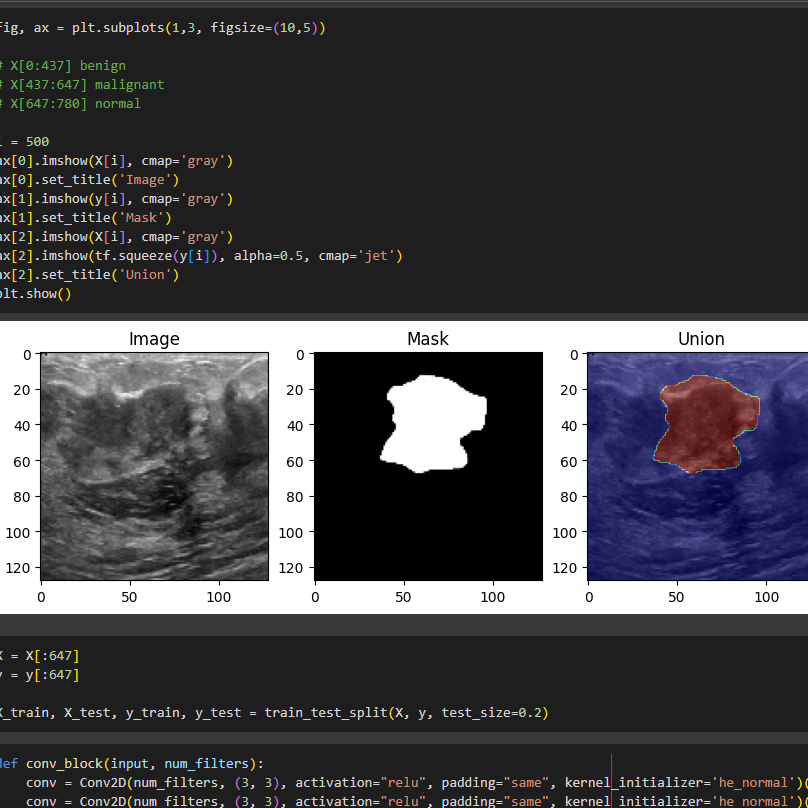 fig, ax = plt.subplots(1,3, figsize=(10,5))
# X[0:437] benign
# X[437:647] malignant
# X[647:780] normal
i = 500
ax[0].imshow(X[i], cmap='gray')
ax[0].set_title('Image')
ax[1].imshow(y[i], cmap='gray')
ax[1].set_title('Mask')
ax[2].imshow(X[i], cmap='gray')
ax[2].imshow(tf.squeeze(y[i]), alpha=0.5, cmap='jet')
ax[2].set_title('Union')
plt.show()
Image Mask Union
0 0 0
20 20 20
40 40 40
60 60 60
80 80 80
100 100 100
120 120 120
0 50 100 0 50 100 0 50 100
X = X[:647]
y = y[:647]
X_train, X_test, y_train, y_test = train_test_split(X, y, test_size=0.2)
def conv_block(input, num_filters):
conv = Conv2D(num_filters, (3, 3), activation="relu", padding="same", kernel_initializer='he_normal')(
conv = Conv2D(num_filters, (3, 3), activation="relu", padding="same", kernel_initializer='he_normal')(